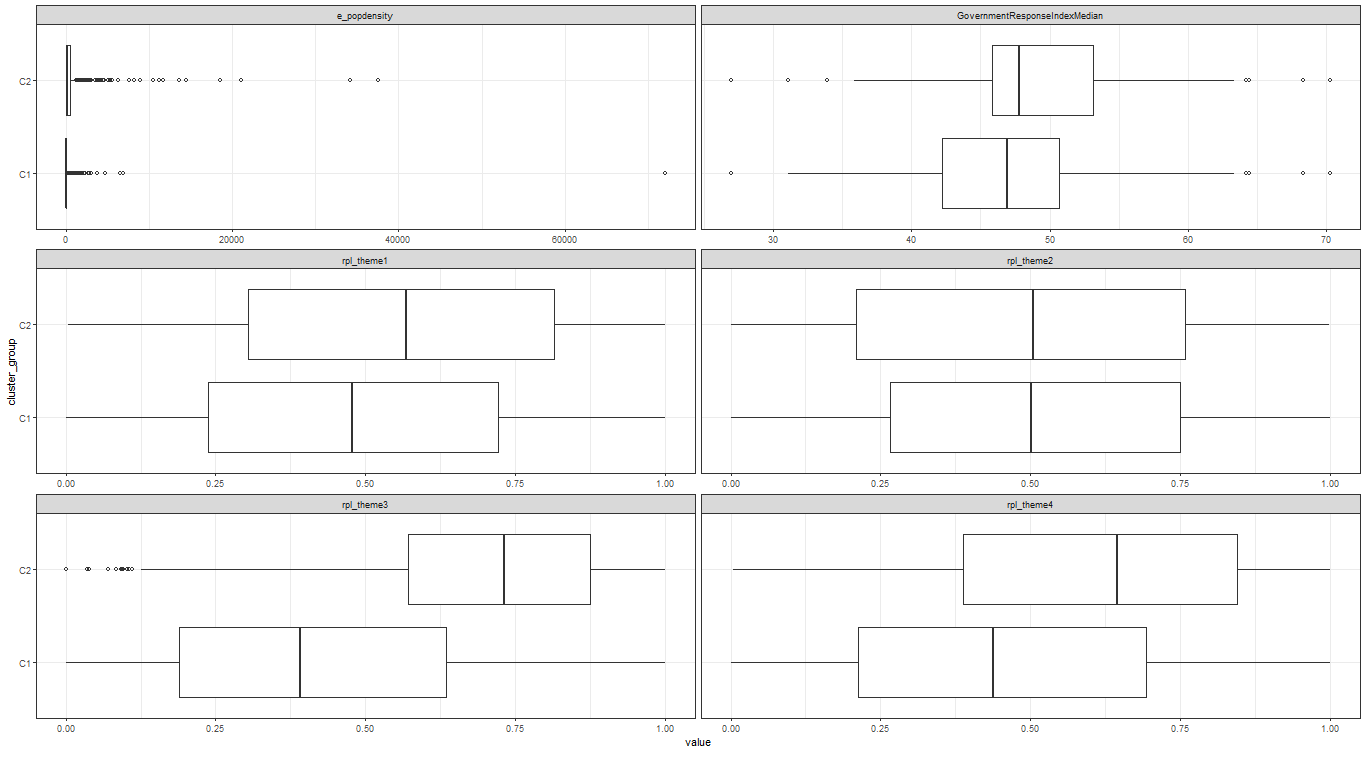 e_popdensity
GovernmentResponseIndexMedian
C2
C1
0 20000 40000 60000
30 40 50 60 70
rpl_theme1
rpl_theme2
C2
C1
0.00 0.25 0.50 0.75 1.00
0.00 0.25 0.50 0.75 1.00
rpl_theme3
rpl_theme4
C2
C1
0.00 0.25 0.50 0.75 1.00
0.00 0.25 0.50 0.75 1.00
cluster_group
value